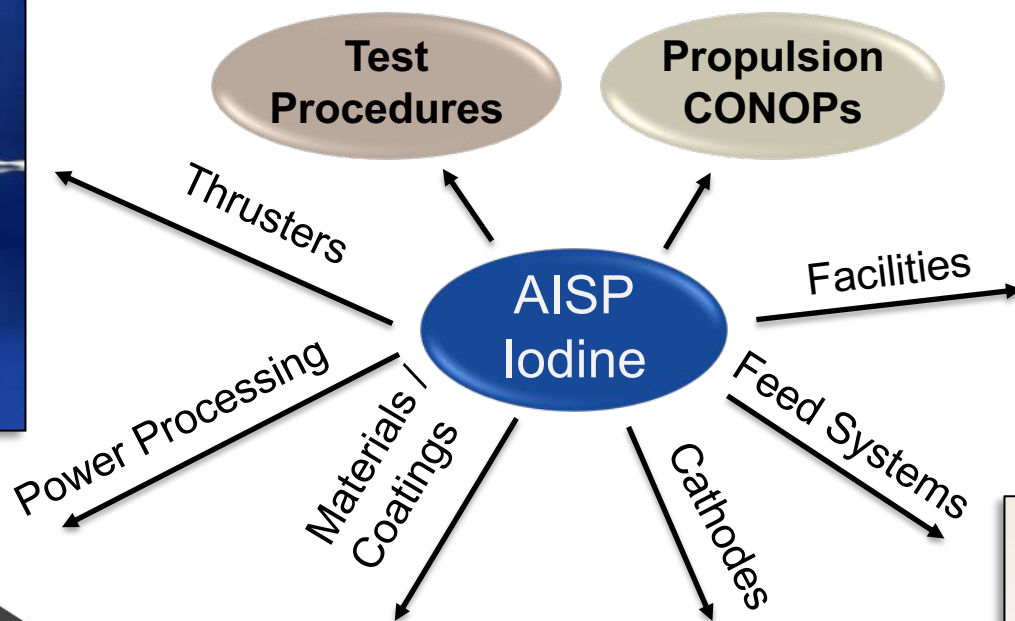 Test
Procedures
Propulsion
CONOPs
Thrusters
AISP
Iodine
Facilities
Power Processing
Materials /
Coatings
Cathodes
Feed Systems